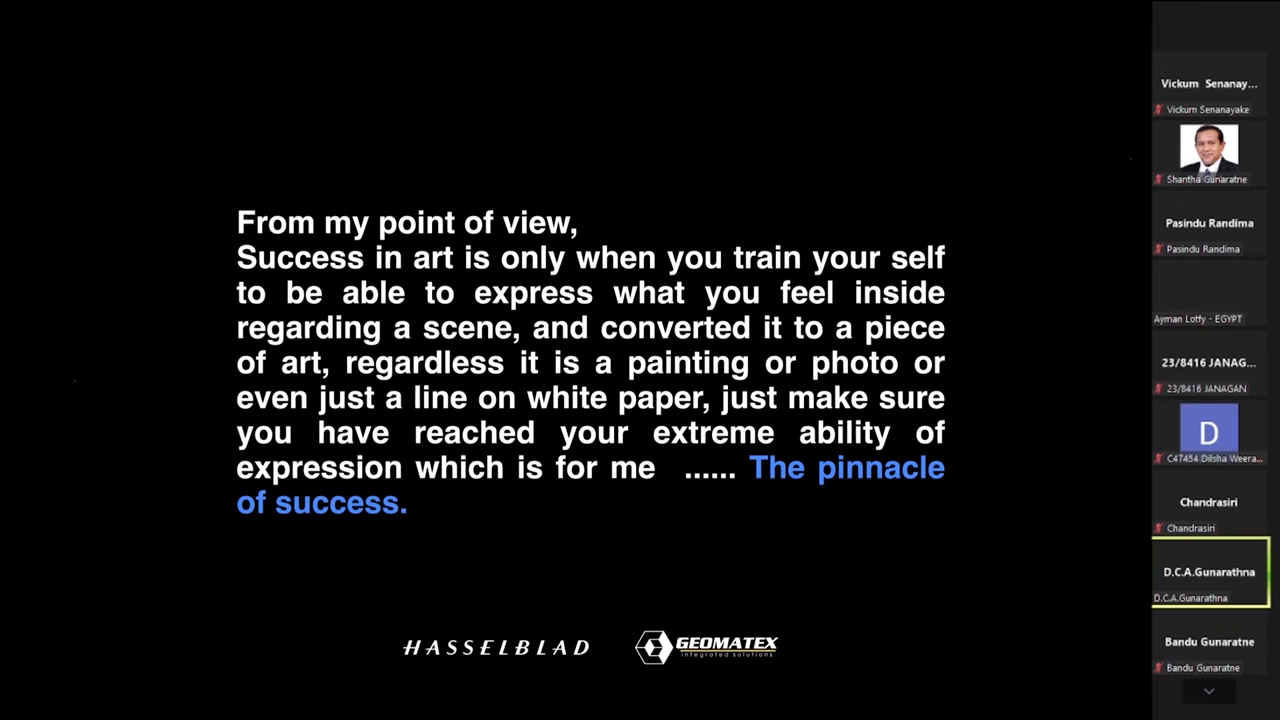 From my point of view,
Success in art is only when you train your self
to be able to express what you feel inside
regarding a scene, and converted it to a piece
of art, regardless it is a painting or photo or
even just a line on white paper, just make sure
you have reached your extreme ability of
expression which is for me ...... The pinnacle
of success.
HASSELBLAD
GEOMATEX
integrated solutions
Vickum Senanay...
Vickum Senanayake
Shantha Gunaratne
Pasindu Randima
Pasindu Randima
Ayman Lotfy - EGYPT
23/8416 JANAG...
23/8416 JANAGAN
D
C47454 Dilsha Weera...
Chandrasiri
Chandrasiri
D.C.A.Gunarathna
D.C.A.Gunarathna
Bandu Gunaratne
Bandu Gunaratne